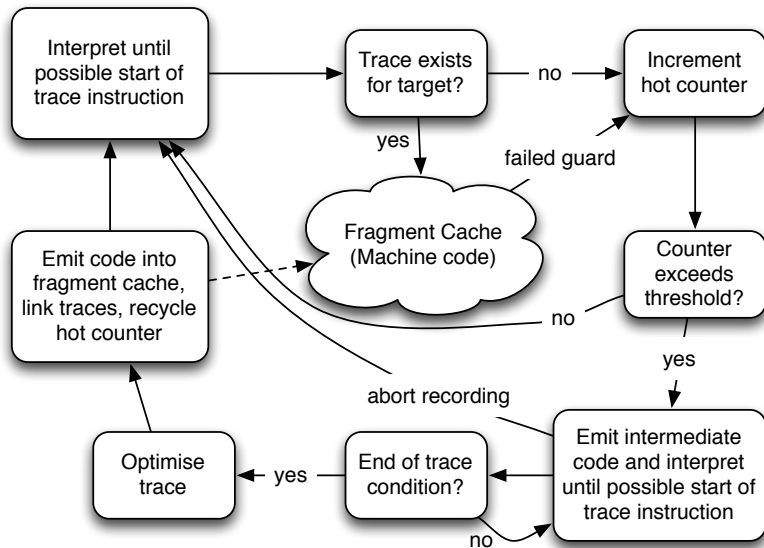 Interpret until
possible start of
trace instruction
Trace exists
for target?
no
Increment
hot counter
yes
failed guard
Fragment Cache
(Machine code)
Emit code into
fragment cache,
link traces, recycle
hot counter
Counter
exceeds
threshold?
no
yes
abort recording
Optimise
trace
yes
End of trace
condition?
Emit intermediate
code and interpret
until possible start of
trace instruction
no